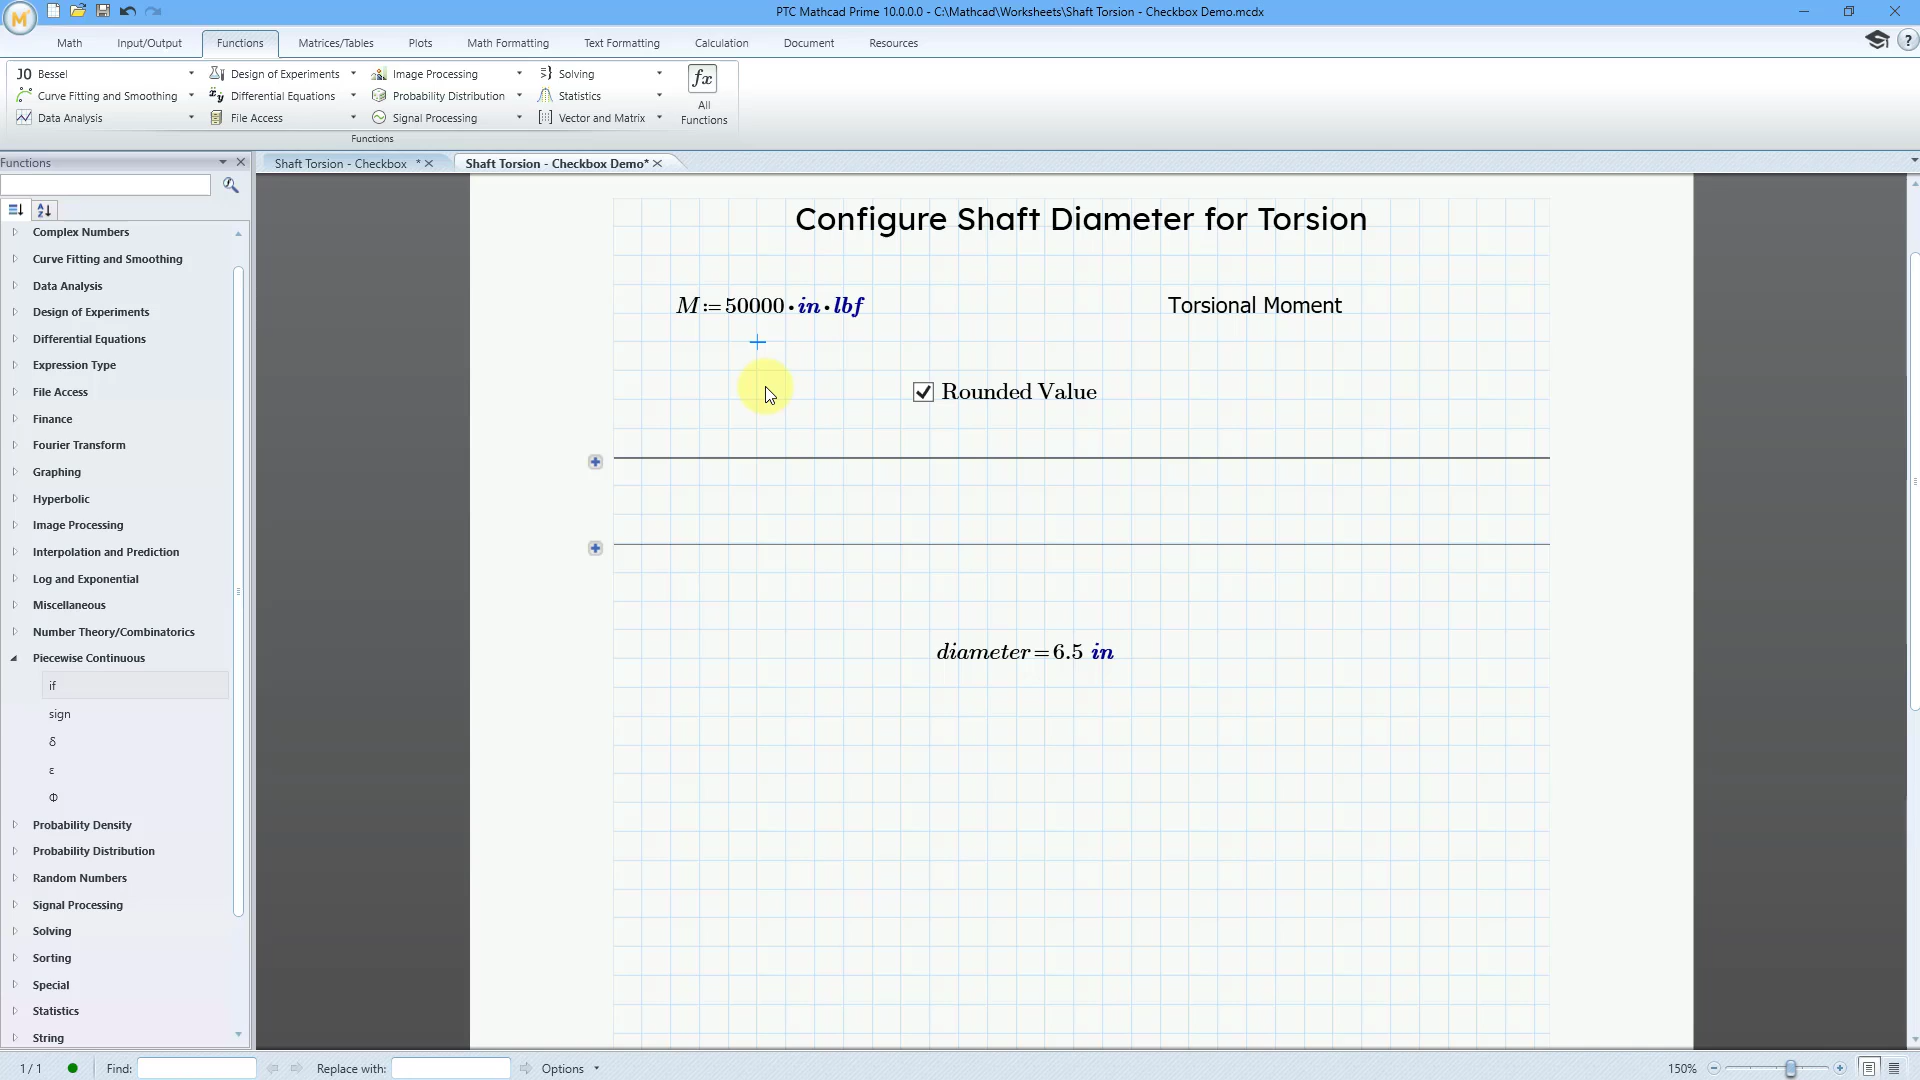 PTC Mathcad Prime 10.0.0.0 - C:\Mathcad\Worksheets\Shaft Torsion - Checkbox Demo.mcdx
Math Input/Output Functions Matrices/Tables Plots Math Formatting Text Formatting Calculation Document Resources
Bessel Design of Experiments Image Processing Solving
Curve Fitting and Smoothing Differential Equations Probability Distribution Statistics
Data Analysis File Access Signal Processing Vector and Matrix
All Functions
Functions
Functions
Shaft Torsion - Checkbox *
Shaft Torsion - Checkbox Demo*
Complex Numbers
Curve Fitting and Smoothing
Data Analysis
Design of Experiments
Differential Equations
Expression Type
File Access
Finance
Fourier Transform
Graphing
Hyperbolic
Image Processing
Interpolation and Prediction
Log and Exponential
Miscellaneous
Number Theory/Combinatorics
Piecewise Continuous
if
sign
δ
ε
Φ
Probability Density
Probability Distribution
Random Numbers
Signal Processing
Solving
Sorting
Special
Statistics
String
Configure Shaft Diameter for Torsion
M := 50000 · in · lbf
Torsional Moment
Rounded Value
diameter = 6.5 in
1 / 1
Find:
Replace with:
Options
150%